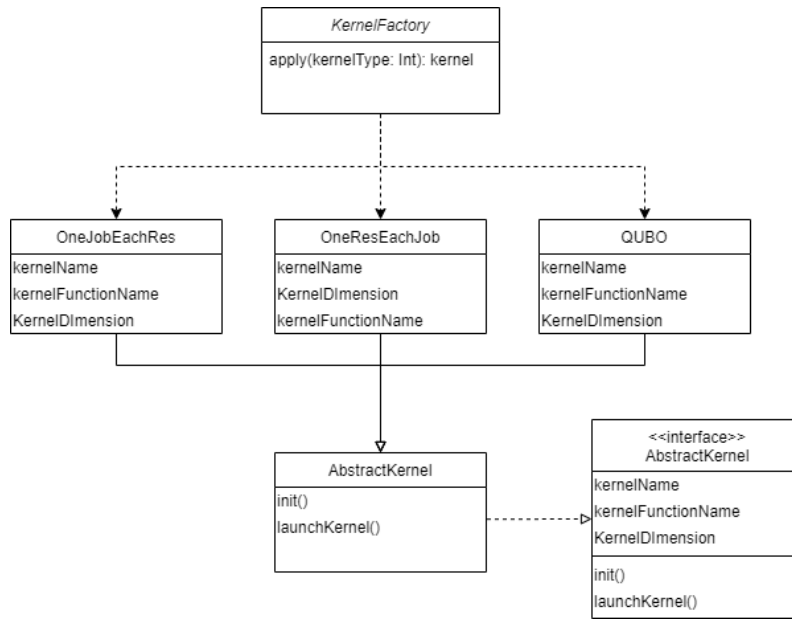 KernelFactory
apply(kernelType: Int): kernel
OneJobEachRes
kernelName
kernelFunctionName
KernelDImension
OneResEachJob
kernelName
KernelDImension
kernelFunctionName
QUBO
kernelName
kernelFunctionName
KernelDImension
AbstractKernel
init()
launchKernel()
<<interface>>
AbstractKernel
kernelName
kernelFunctionName
KernelDImension
init()
launchKernel()